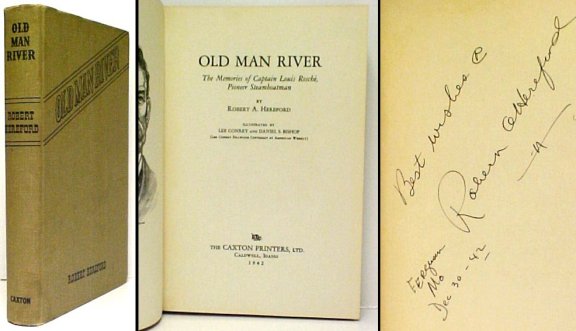 OLD
MAN
RIVER
ROBERT
HEREFORD
CAXTON
OLD MAN RIVER
ROBERT HEREFORD
OLD MAN RIVER
The Memories of Captain Louis Rosché,
Pioneer Steamboatman
BY
ROBERT A. HEREFORD
ILLUSTRATED BY
LEE CONREY AND DANIEL S. BISHOP
THE CAXTON PRINTERS, LTD.
CALDWELL, IDAHO
1942
Best wishes
Robert A Hereford
Ferguson
Mo
Dec 30-42